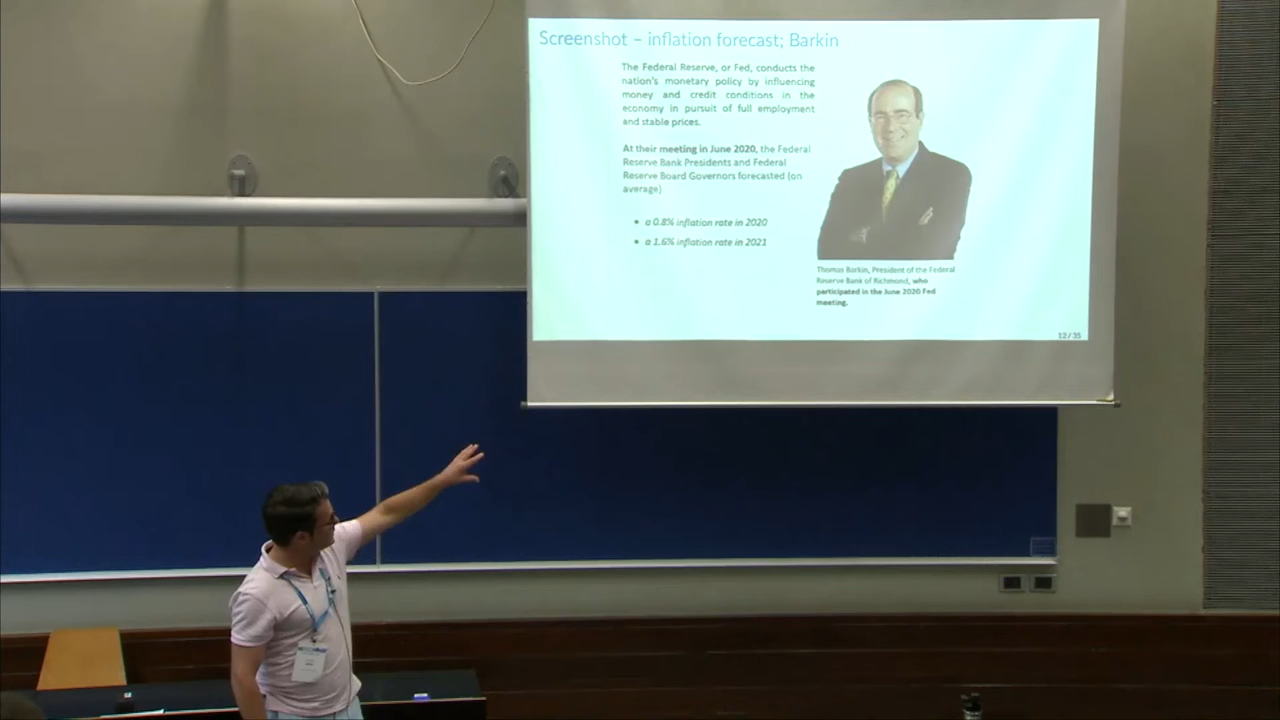 Screenshot – inflation forecast; Barkin
The Federal Reserve, or Fed, conducts the
nation's monetary policy by influencing
money and credit conditions in the
economy in pursuit of full employment
and stable prices.
At their meeting in June 2020, the Federal
Reserve Bank Presidents and Federal
Reserve Board Governors forecasted (on
average)
• a 0.8% inflation rate in 2020
• a 1.6% inflation rate in 2021
Thomas Barkin, President of the Federal
Reserve Bank of Richmond, who
participated in the June 2020 Fed
meeting.
12/35